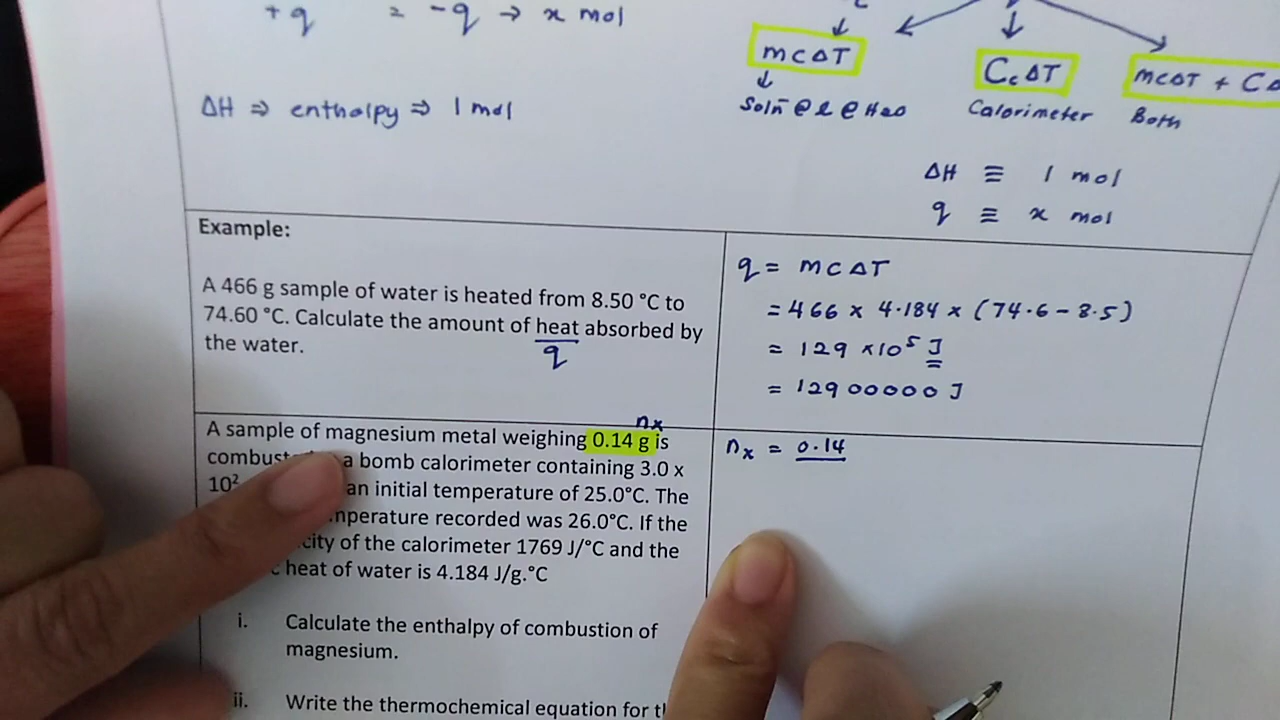 +q = -q → x mol
mcΔT
CcΔT
mcΔT + CΔ
ΔH ⇒ enthalpy ⇒ 1 mol
Solñ @ l @ H2O
Calorimeter
Both
ΔH ≡ 1 mol
q ≡ x mol
Example:
A 466 g sample of water is heated from 8.50 °C to
74.60 °C. Calculate the amount of heat absorbed by
the water.
q
q = mcΔT
= 466 x 4.184 x (74.6 - 8.5)
= 129 x10⁵ J
= 12900000 J
nx
A sample of magnesium metal weighing 0.14 g is
a bomb calorimeter containing 3.0 x
10² an initial temperature of 25.0°C. The
recorded was 26.0°C. If the
of the calorimeter 1769 J/°C and the
heat of water is 4.184 J/g.°C
i. Calculate the enthalpy of combustion of
magnesium.
ii. Write the thermochemical equation for
nx = 0.14